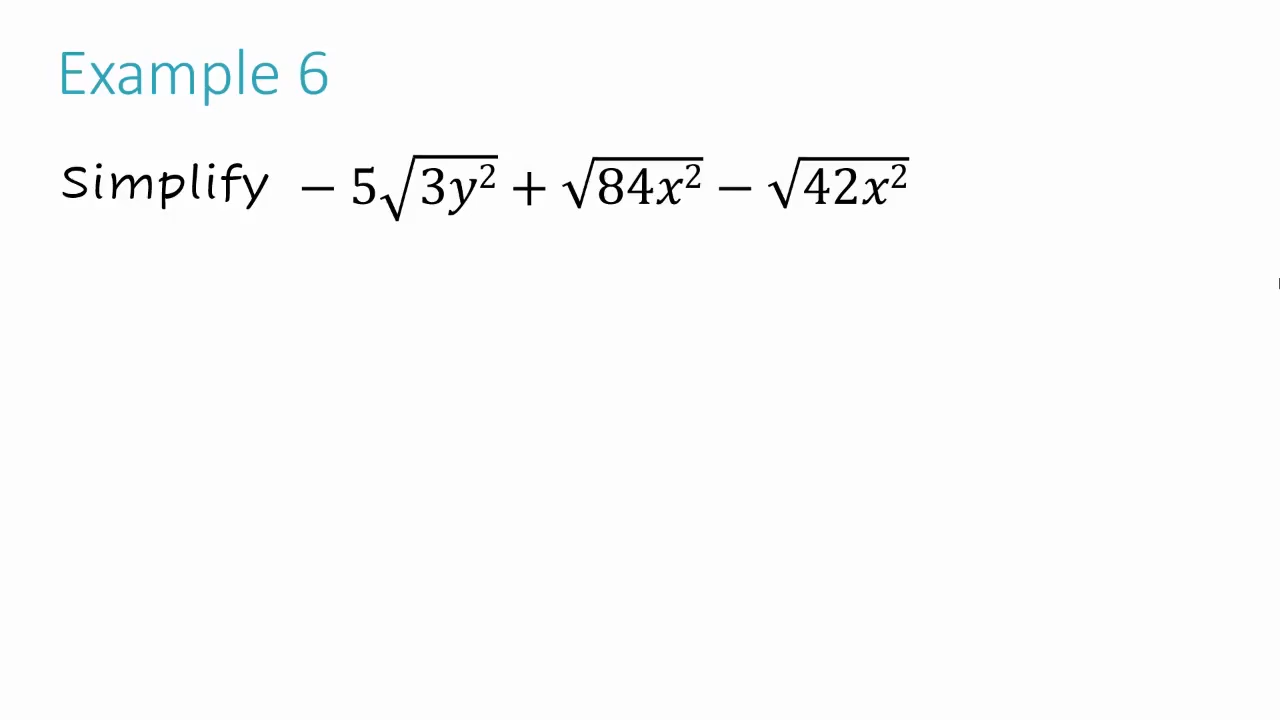 Example 6
Simplify − 5√(3y²) + √(84x²) − √(42x²)